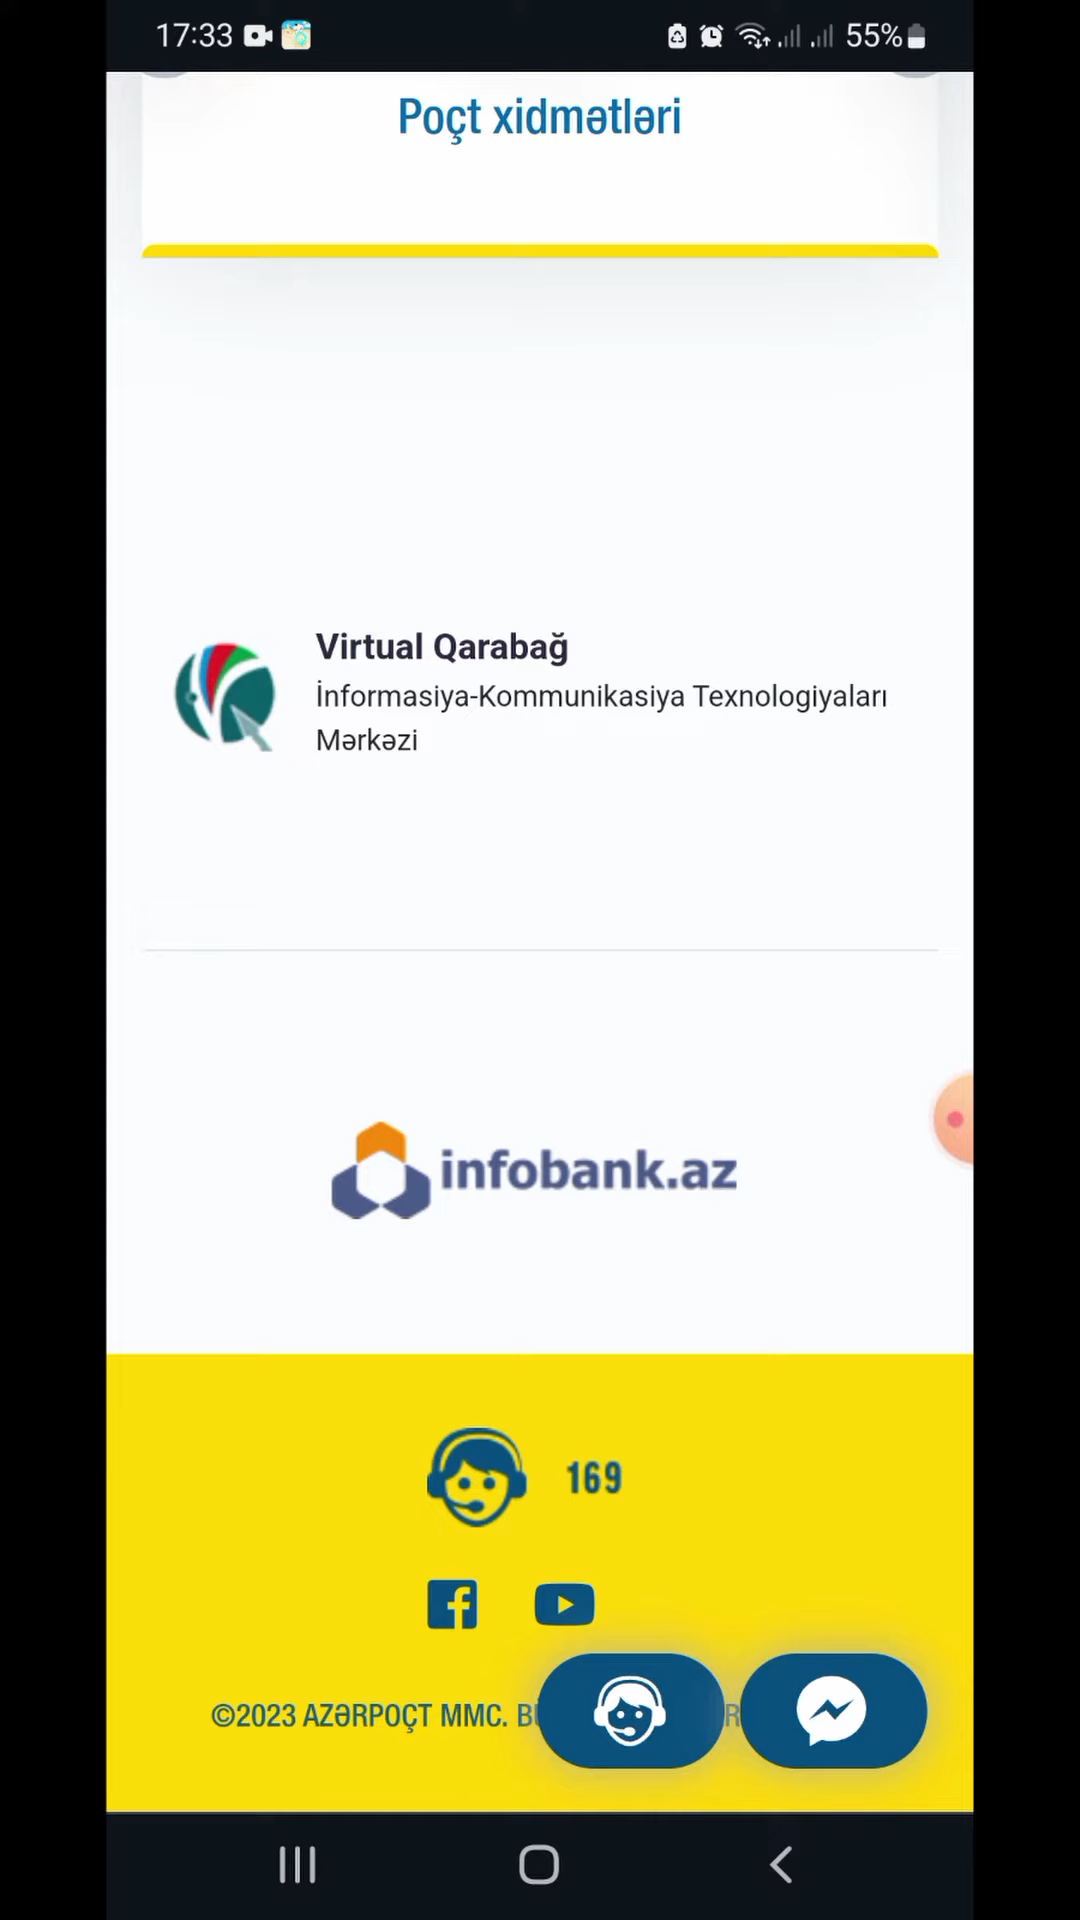 17:33 55%
Poçt xidmətləri
Virtual Qarabağ
İnformasiya-Kommunikasiya Texnologiyaları
Mərkəzi
infobank.az
169
©2023 AZƏRPOÇT MMC.